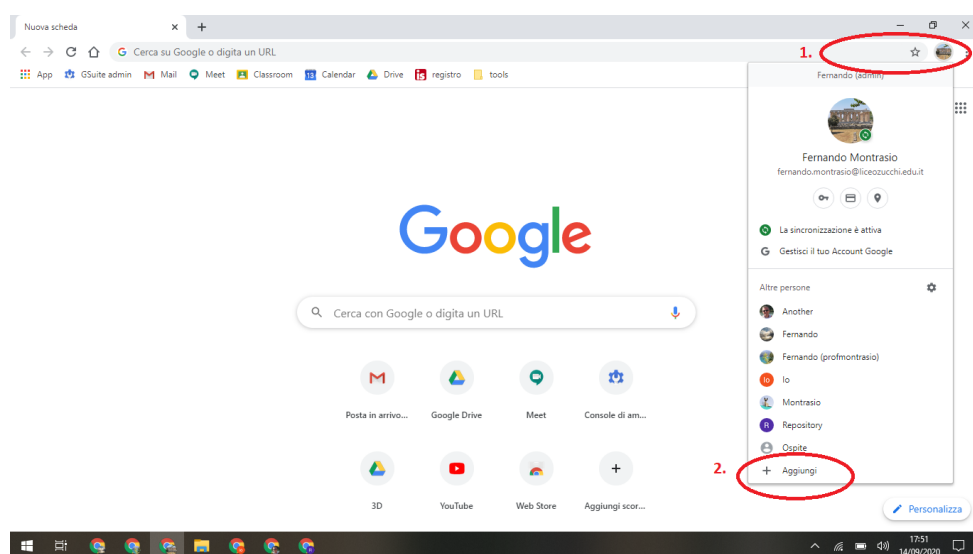 Nuova scheda
Cerca su Google o digita un URL
1.
App GSuite admin Mail Meet Classroom Calendar Drive registro tools
Fernando (admin)
Fernando Montrasio
fernando.montrasio@liceozucchi.edu.it
La sincronizzazione è attiva
Gestisci il tuo Account Google
Altre persone
Another
Fernando
Fernando (profmontrasio)
Io Io
Montrasio
R Repository
Ospite
2. Aggiungi
Google
Cerca con Google o digita un URL
Posta in arrivo... Google Drive Meet Console di am...
3D YouTube Web Store Aggiungi scor...
Personalizza
17:51
14/09/2020